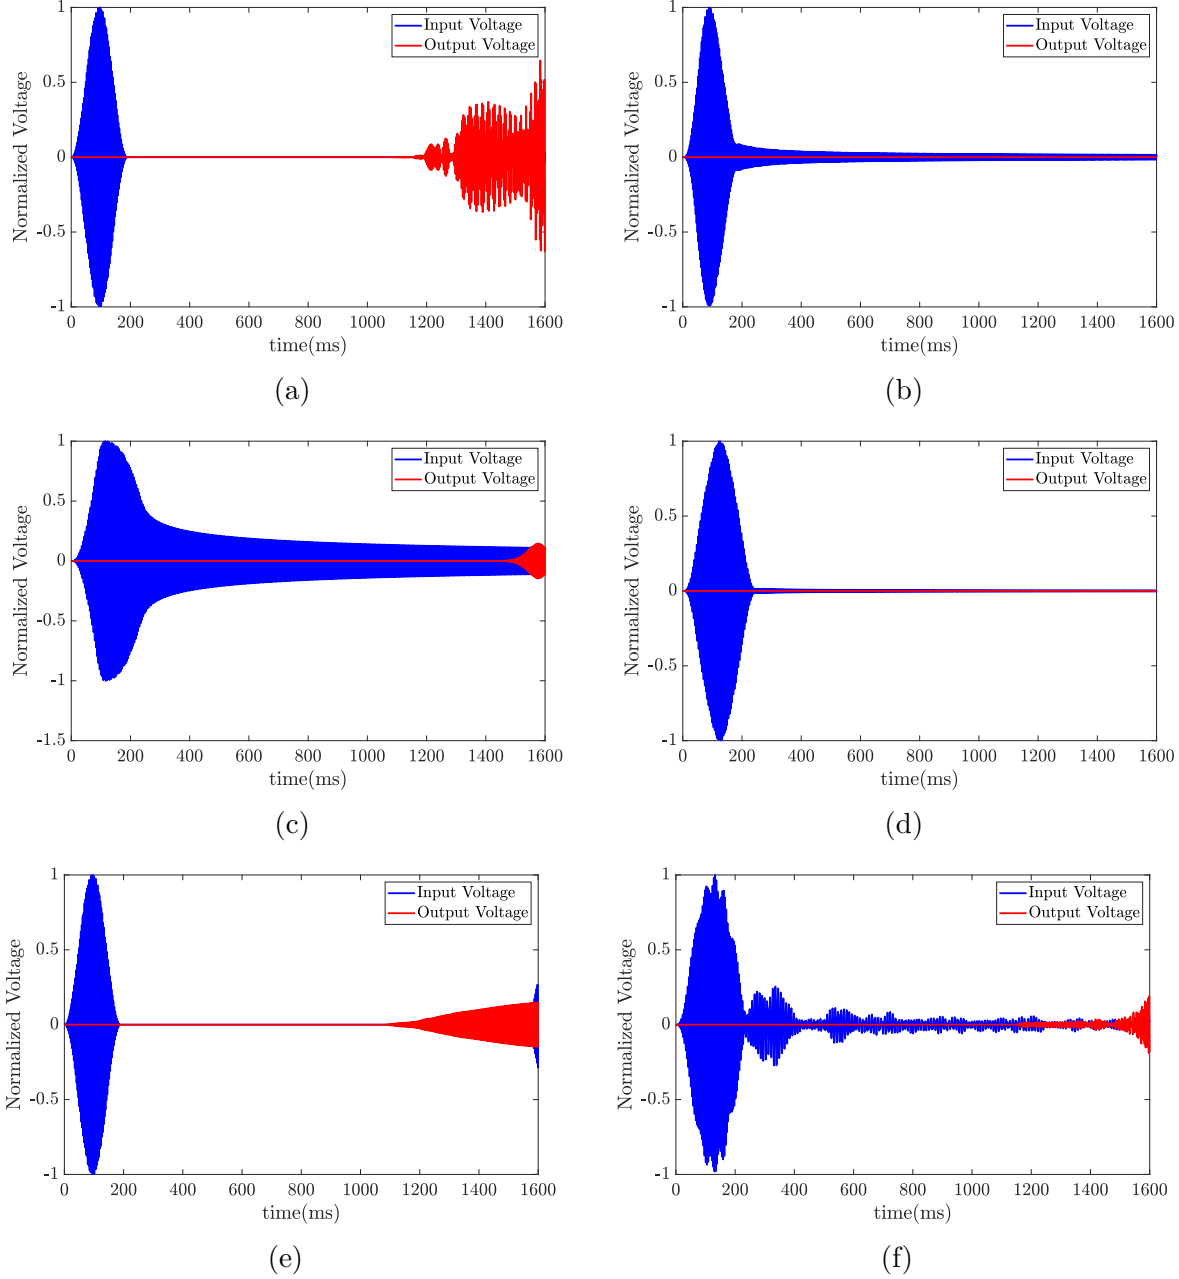 1
0.5
0
-0.5
-1
Normalized Voltage
0 200 400 600 800 1000 1200 1400 1600
time(ms)
Input Voltage
Output Voltage
(a)
1
0.5
0
-0.5
-1
Normalized Voltage
0 200 400 600 800 1000 1200 1400 1600
time(ms)
Input Voltage
Output Voltage
(b)
1
0.5
0
-0.5
-1
-1.5
Normalized Voltage
0 200 400 600 800 1000 1200 1400 1600
time(ms)
Input Voltage
Output Voltage
(c)
1
0.5
0
-0.5
-1
Normalized Voltage
0 200 400 600 800 1000 1200 1400 1600
time(ms)
Input Voltage
Output Voltage
(d)
1
0.5
0
-0.5
-1
Normalized Voltage
0 200 400 600 800 1000 1200 1400 1600
time(ms)
Input Voltage
Output Voltage
(e)
1
0.5
0
-0.5
-1
Normalized Voltage
0 200 400 600 800 1000 1200 1400 1600
time(ms)
Input Voltage
Output Voltage
(f)